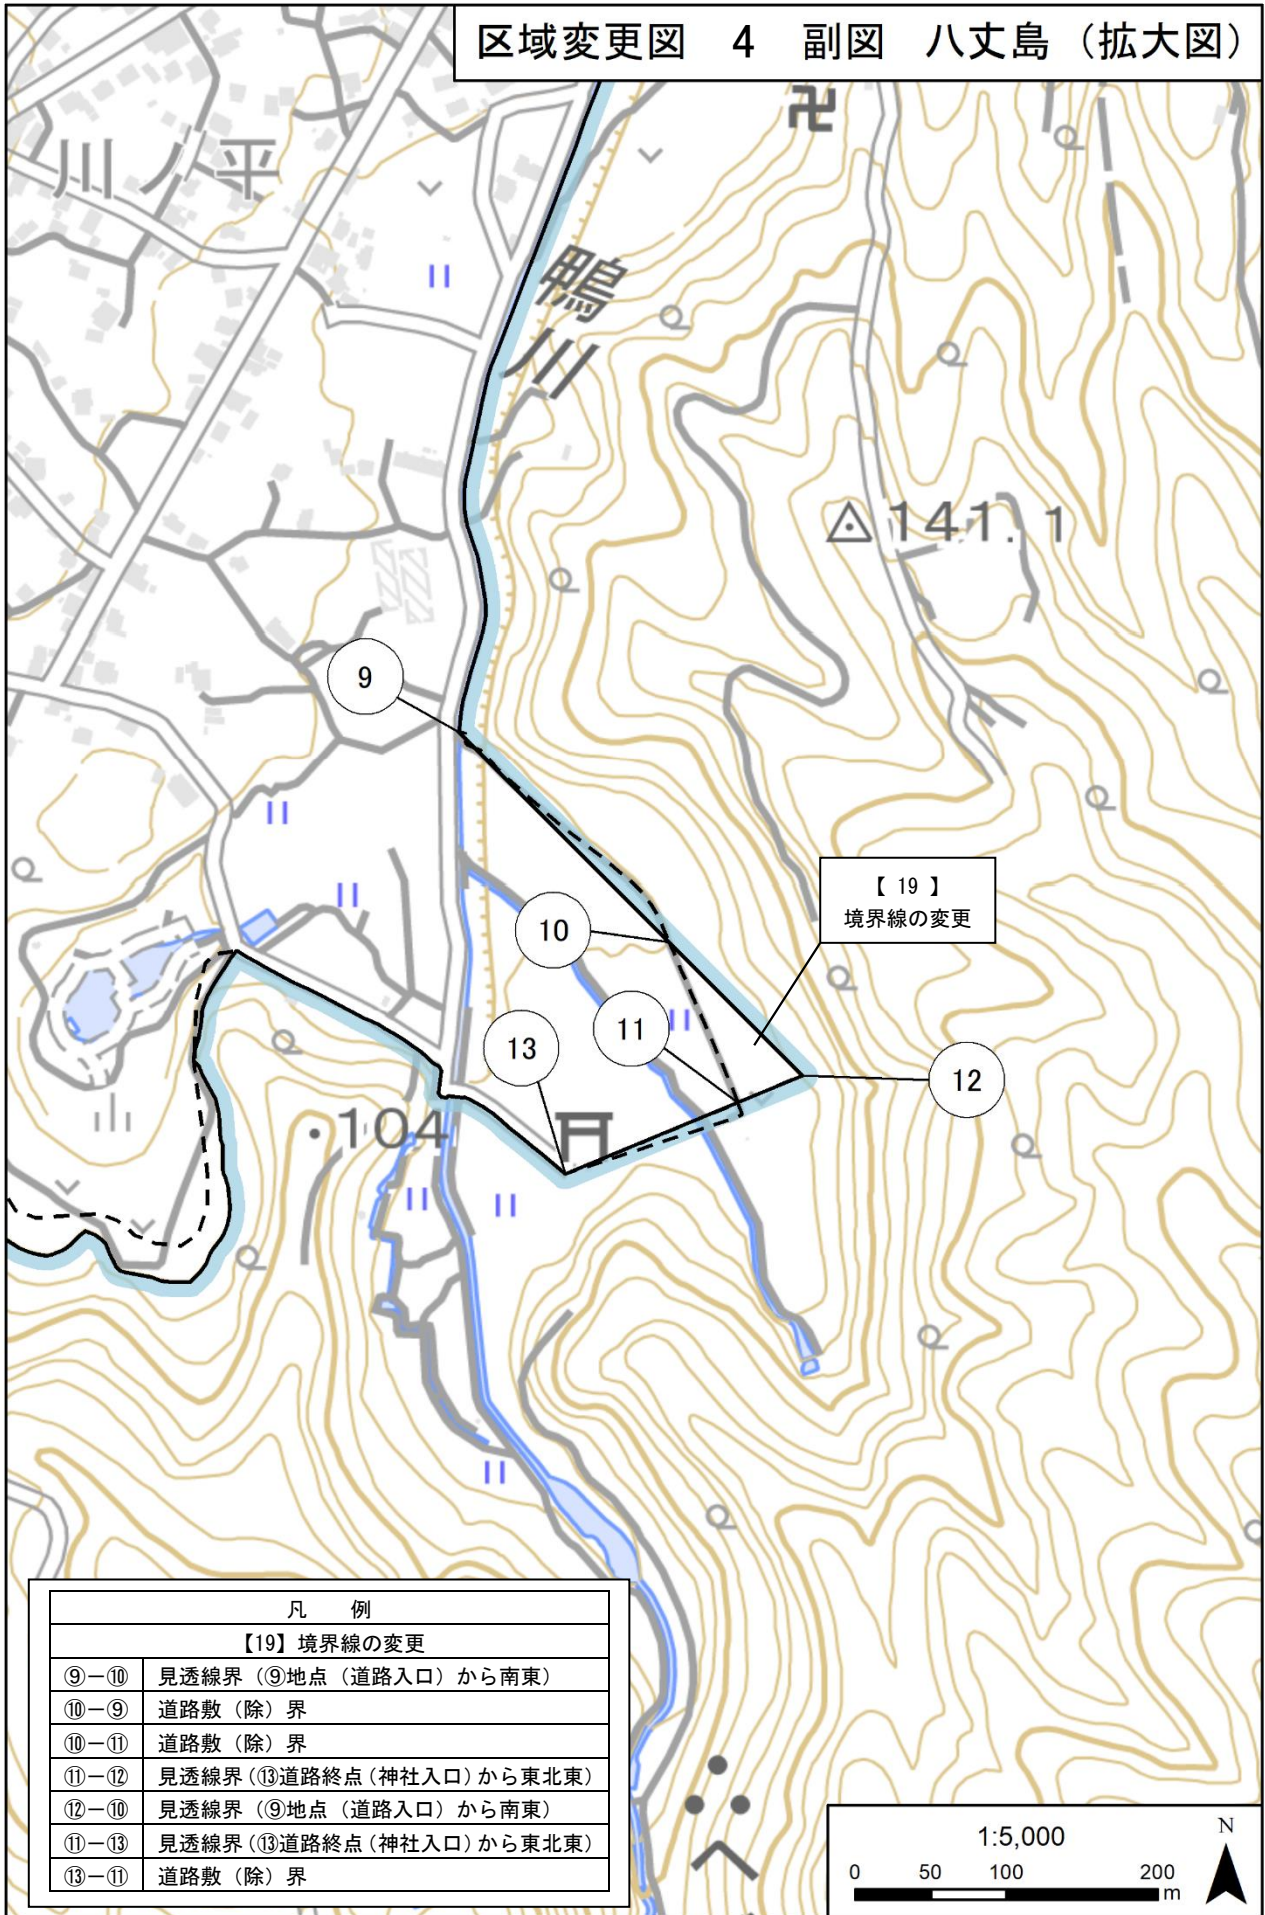 区域変更図　4　副図　八丈島（拡大図）
川ノ平
鴨川
141.1
9
【 19 】
境界線の変更
10
11
13
12
104
凡　例
【19】境界線の変更
⑨－⑩　見透線界（⑨地点（道路入口）から南東）
⑩－⑨　道路敷（除）界
⑩－⑪　道路敷（除）界
⑪－⑫　見透線界（⑬道路終点（神社入口）から東北東）
⑫－⑩　見透線界（⑨地点（道路入口）から南東）
⑪－⑬　見透線界（⑬道路終点（神社入口）から東北東）
⑬－⑪　道路敷（除）界
1:5,000
N
0 50 100 200
m